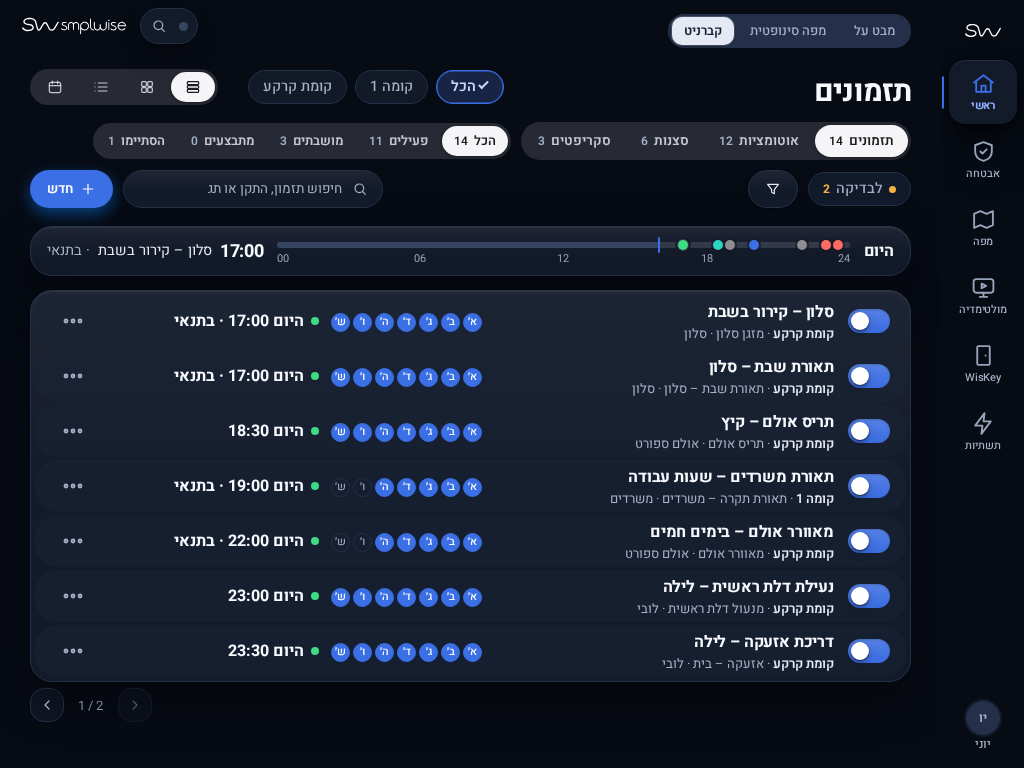 smplwise
מבט על
מפה סינופטית
קברניט
ראשי
אבטחה
מפה
מולטימדיה
WisKey
תשתיות
יו
יוני
תזמונים
הכל
קומה 1
קומת קרקע
תזמונים 14
אוטומציות 12
סצנות 6
סקריפטים 3
הכל 14
פעילים 11
מושבתים 3
מתבצעים 0
הסתיימו 1
לבדיקה 2
חיפוש תזמון, התקן או תג
חדש
היום
24 18 12 06 00
17:00 סלון – קירור בשבת · בתנאי
סלון – קירור בשבת
קומת קרקע · מזגן סלון · סלון
א' ב' ג' ד' ה' ו' ש'
היום 17:00 · בתנאי
תאורת שבת – סלון
קומת קרקע · תאורת שבת – סלון · סלון
א' ב' ג' ד' ה' ו' ש'
היום 17:00 · בתנאי
תריס אולם – קיץ
קומת קרקע · תריס אולם · אולם ספורט
א' ב' ג' ד' ה' ו' ש'
היום 18:30
תאורת משרדים – שעות עבודה
קומה 1 · תאורת תקרה – משרדים · משרדים
א' ב' ג' ד' ה' ו' ש'
היום 19:00 · בתנאי
מאוורר אולם – בימים חמים
קומת קרקע · מאוורר אולם · אולם ספורט
א' ב' ג' ד' ה' ו' ש'
היום 22:00 · בתנאי
נעילת דלת ראשית – לילה
קומת קרקע · מנעול דלת ראשית · לובי
א' ב' ג' ד' ה' ו' ש'
היום 23:00
דריכת אזעקה – לילה
קומת קרקע · אזעקה – בית · לובי
א' ב' ג' ד' ה' ו' ש'
היום 23:30
1 / 2